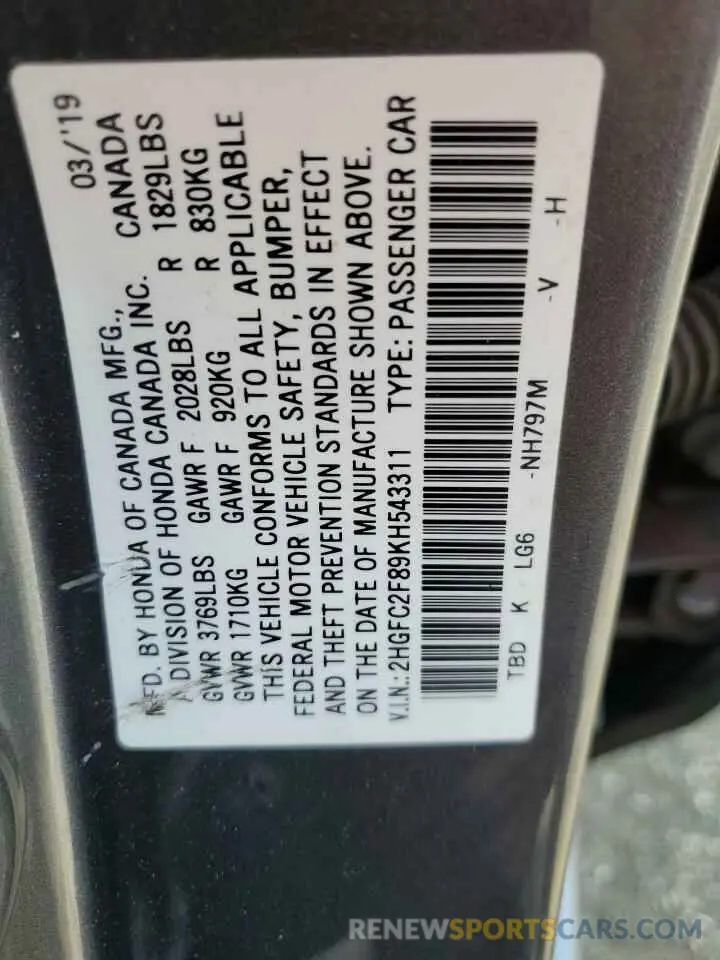 03/'19
MFD. BY HONDA OF CANADA MFG., CANADA
A DIVISION OF HONDA CANADA INC.
GVWR 3769LBS GAWR F 2028LBS R 1829LBS
GVWR 1710KG GAWR F 920KG R 830KG
THIS VEHICLE CONFORMS TO ALL APPLICABLE
FEDERAL MOTOR VEHICLE SAFETY, BUMPER,
AND THEFT PREVENTION STANDARDS IN EFFECT
ON THE DATE OF MANUFACTURE SHOWN ABOVE.
V.I.N.: 2HGFC2F89KH543311 TYPE: PASSENGER CAR
TBD K LG6 -NH797M -V -H
RENEWSPORTSCARS.COM